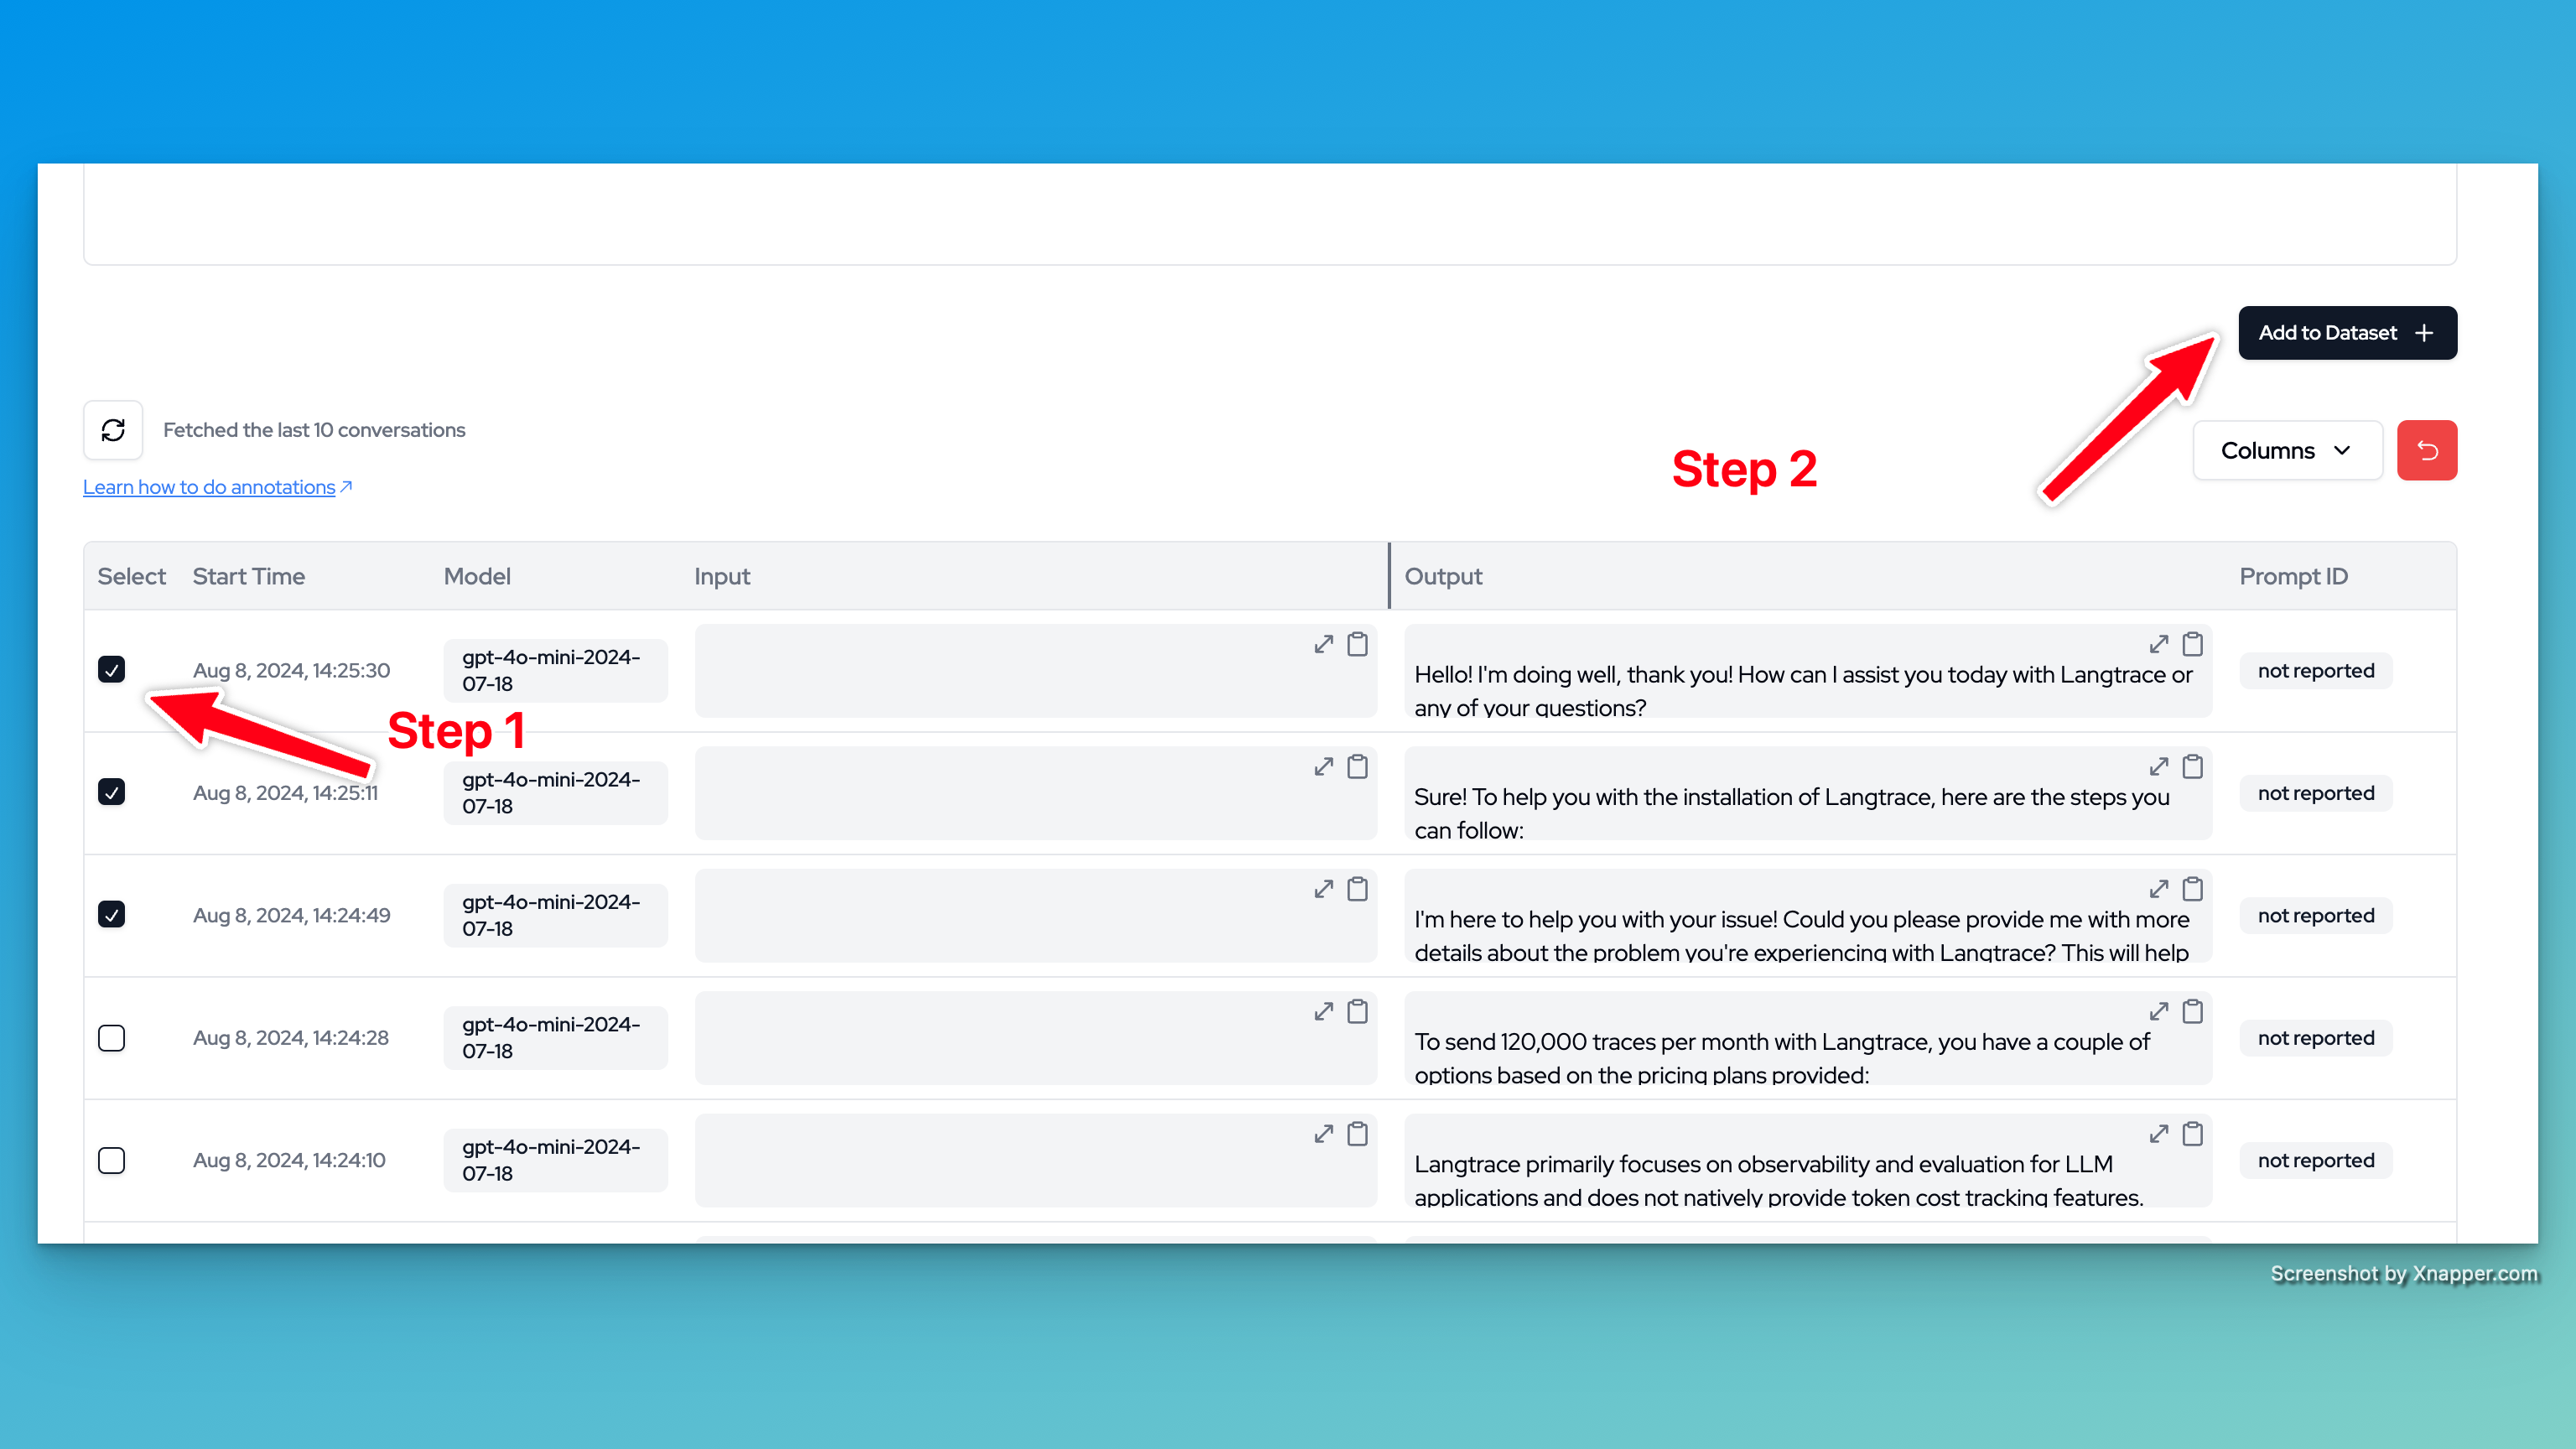 Add to Dataset
Fetched the last 10 conversations
Step 2
Columns
Learn how to do annotations
Select Start Time Model Input Output Prompt ID
Aug 8, 2024, 14:25:30
gpt-4o-mini-2024-
07-18
Hello! I'm doing well, thank you! How can I assist you today with Langtrace or
any of your questions?
not reported
Step 1
Aug 8, 2024, 14:25:11
gpt-4o-mini-2024-
07-18
Sure! To help you with the installation of Langtrace, here are the steps you
can follow:
not reported
Aug 8, 2024, 14:24:49
gpt-4o-mini-2024-
07-18
I'm here to help you with your issue! Could you please provide me with more
details about the problem you're experiencing with Langtrace? This will help
not reported
Aug 8, 2024, 14:24:28
gpt-4o-mini-2024-
07-18
To send 120,000 traces per month with Langtrace, you have a couple of
options based on the pricing plans provided:
not reported
Aug 8, 2024, 14:24:10
gpt-4o-mini-2024-
07-18
Langtrace primarily focuses on observability and evaluation for LLM
applications and does not natively provide token cost tracking features.
not reported
Screenshot by Xnapper.com